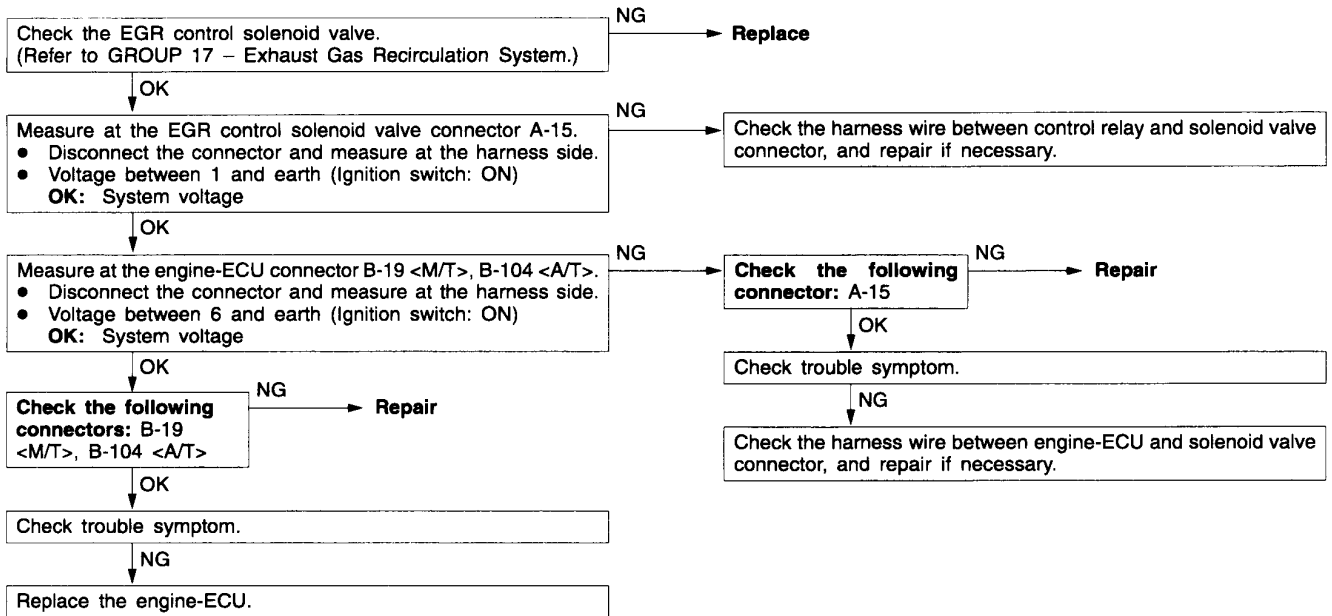 Check the EGR control solenoid valve.
(Refer to GROUP 17 – Exhaust Gas Recirculation System.)
NG
Replace
OK
Measure at the EGR control solenoid valve connector A-15.
● Disconnect the connector and measure at the harness side.
● Voltage between 1 and earth (Ignition switch: ON)
OK: System voltage
NG
Check the harness wire between control relay and solenoid valve
connector, and repair if necessary.
OK
Measure at the engine-ECU connector B-19 <M/T>, B-104 <A/T>.
● Disconnect the connector and measure at the harness side.
● Voltage between 6 and earth (Ignition switch: ON)
OK: System voltage
NG
Check the following
connector: A-15
NG
Repair
OK
Check trouble symptom.
NG
Check the harness wire between engine-ECU and solenoid valve
connector, and repair if necessary.
OK
Check the following
connectors: B-19
<M/T>, B-104 <A/T>
NG
Repair
OK
Check trouble symptom.
NG
Replace the engine-ECU.